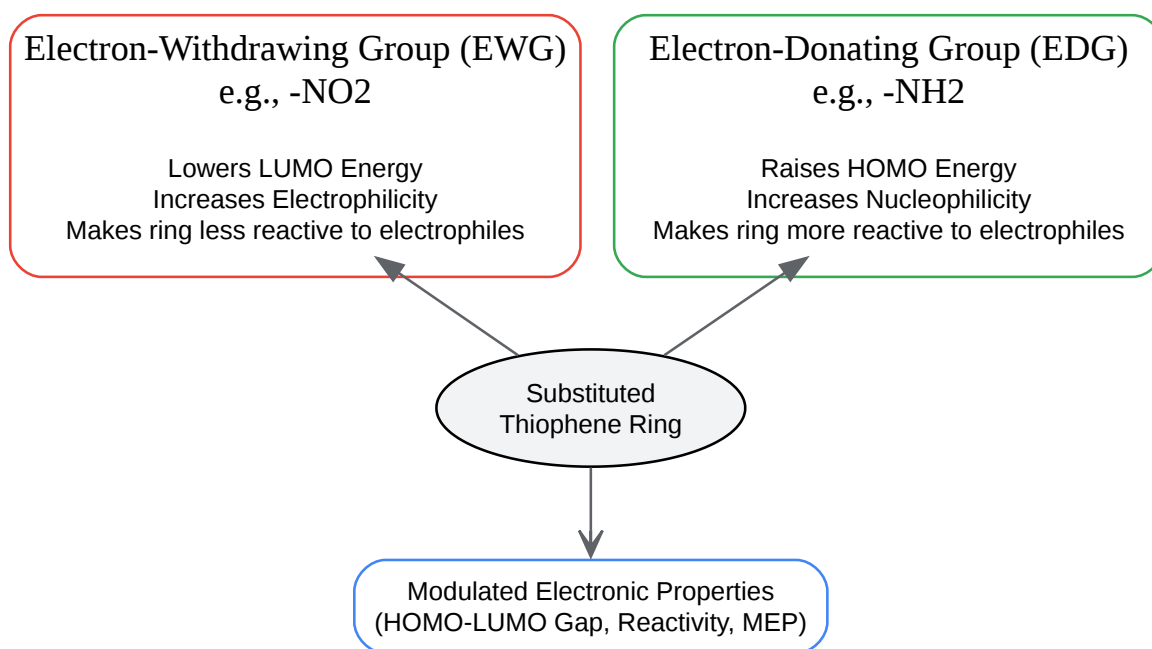 Electron-Withdrawing Group (EWG)
e.g., -NO2
Lowers LUMO Energy
Increases Electrophilicity
Makes ring less reactive to electrophiles
Electron-Donating Group (EDG)
e.g., -NH2
Raises HOMO Energy
Increases Nucleophilicity
Makes ring more reactive to electrophiles
Substituted
Thiophene Ring
Modulated Electronic Properties
(HOMO-LUMO Gap, Reactivity, MEP)